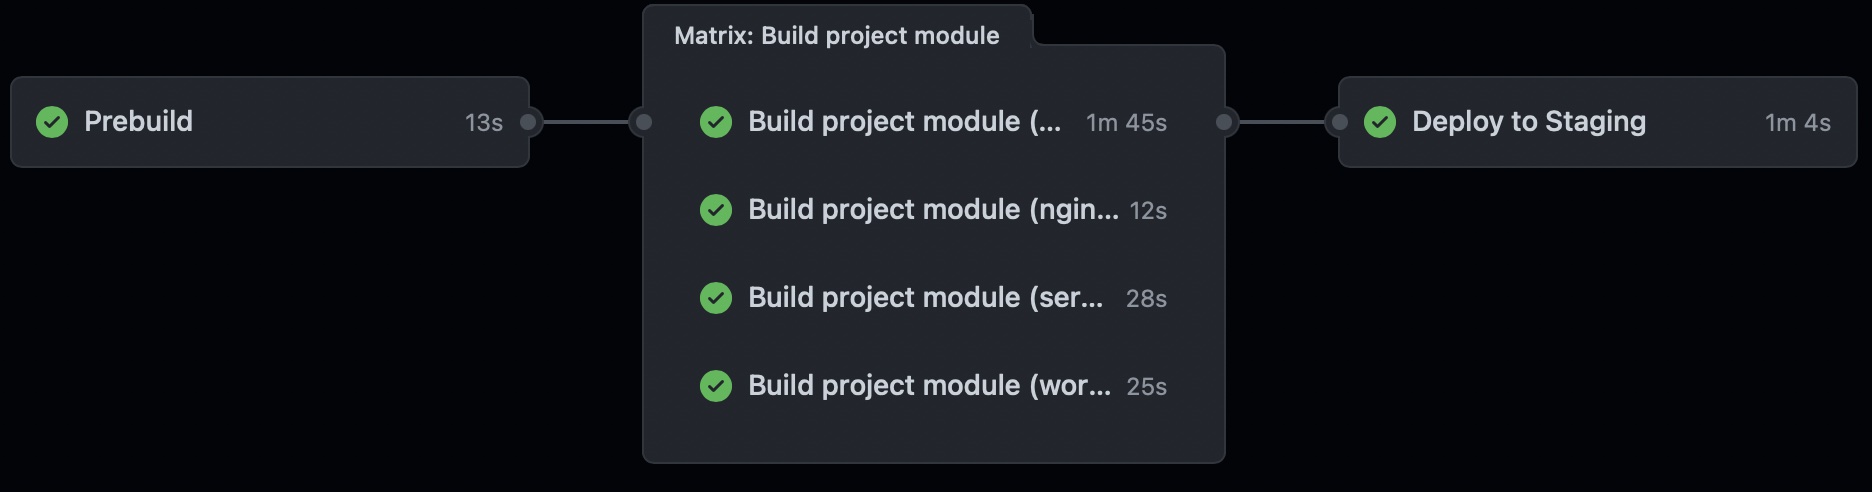 Matrix: Build project module
Prebuild 13s
Build project module (... 1m 45s
Build project module (ngin... 12s
Build project module (ser... 28s
Build project module (wor... 25s
Deploy to Staging 1m 4s